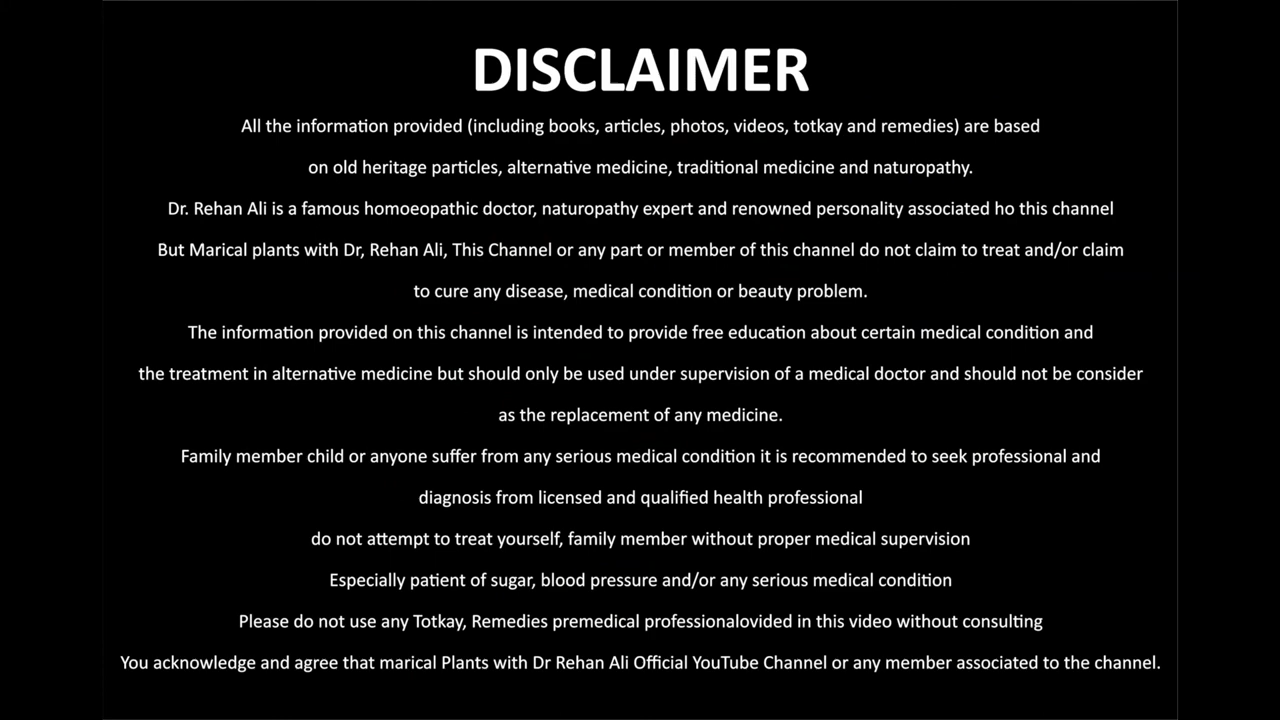 DISCLAIMER
All the information provided (including books, articles, photos, videos, totkay and remedies) are based
on old heritage particles, alternative medicine, traditional medicine and naturopathy.
Dr. Rehan Ali is a famous homoeopathic doctor, naturopathy expert and renowned personality associated ho this channel
But Marical plants with Dr, Rehan Ali, This Channel or any part or member of this channel do not claim to treat and/or claim
to cure any disease, medical condition or beauty problem.
The information provided on this channel is intended to provide free education about certain medical condition and
the treatment in alternative medicine but should only be used under supervision of a medical doctor and should not be consider
as the replacement of any medicine.
Family member child or anyone suffer from any serious medical condition it is recommended to seek professional and
diagnosis from licensed and qualified health professional
do not attempt to treat yourself, family member without proper medical supervision
Especially patient of sugar, blood pressure and/or any serious medical condition
Please do not use any Totkay, Remedies premedical professionalovided in this video without consulting
You acknowledge and agree that marical Plants with Dr Rehan Ali Official YouTube Channel or any member associated to the channel.